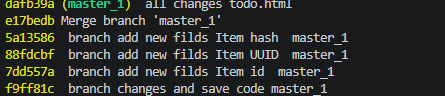 dafb39a (master_1)  all changes todo.html
e17bedb Merge branch 'master_1'
5a13586  branch add new filds Item hash  master_1
88fdcbf  branch add new filds Item UUID  master_1
7dd557a  branch add new filds Item id  master_1
f9ff81c  branch changes and save code master_1